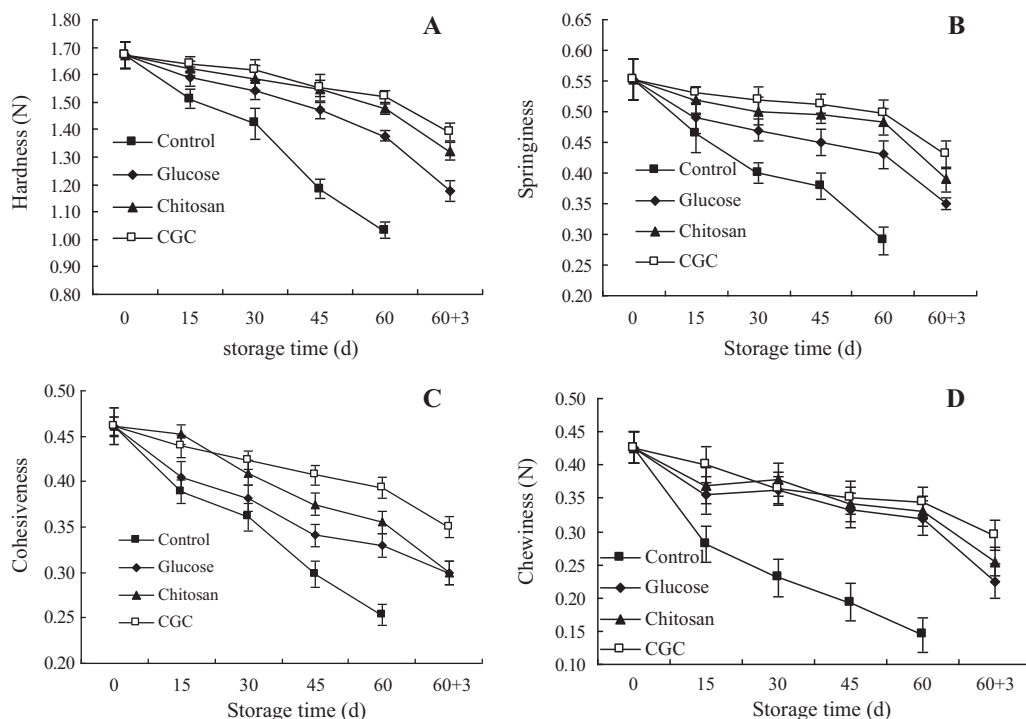 A
1.80
1.70
1.60
1.50
1.40
1.30
1.20
1.10
1.00
0.90
0.80
Hardness (N)
Control
Glucose
Chitosan
CGC
0 15 30 45 60 60+3
storage time (d)
B
0.65
0.60
0.55
0.50
0.45
0.40
0.35
0.30
0.25
0.20
Springiness
Control
Glucose
Chitosan
CGC
0 15 30 45 60 60+3
Storage time (d)
C
0.50
0.45
0.40
0.35
0.30
0.25
0.20
Cohesiveness
Control
Glucose
Chitosan
CGC
0 15 30 45 60 60+3
Storage time (d)
D
0.50
0.45
0.40
0.35
0.30
0.25
0.20
0.15
0.10
Chewiness (N)
Control
Glucose
Chitosan
CGC
0 15 30 45 60 60+3
Storage time (d)